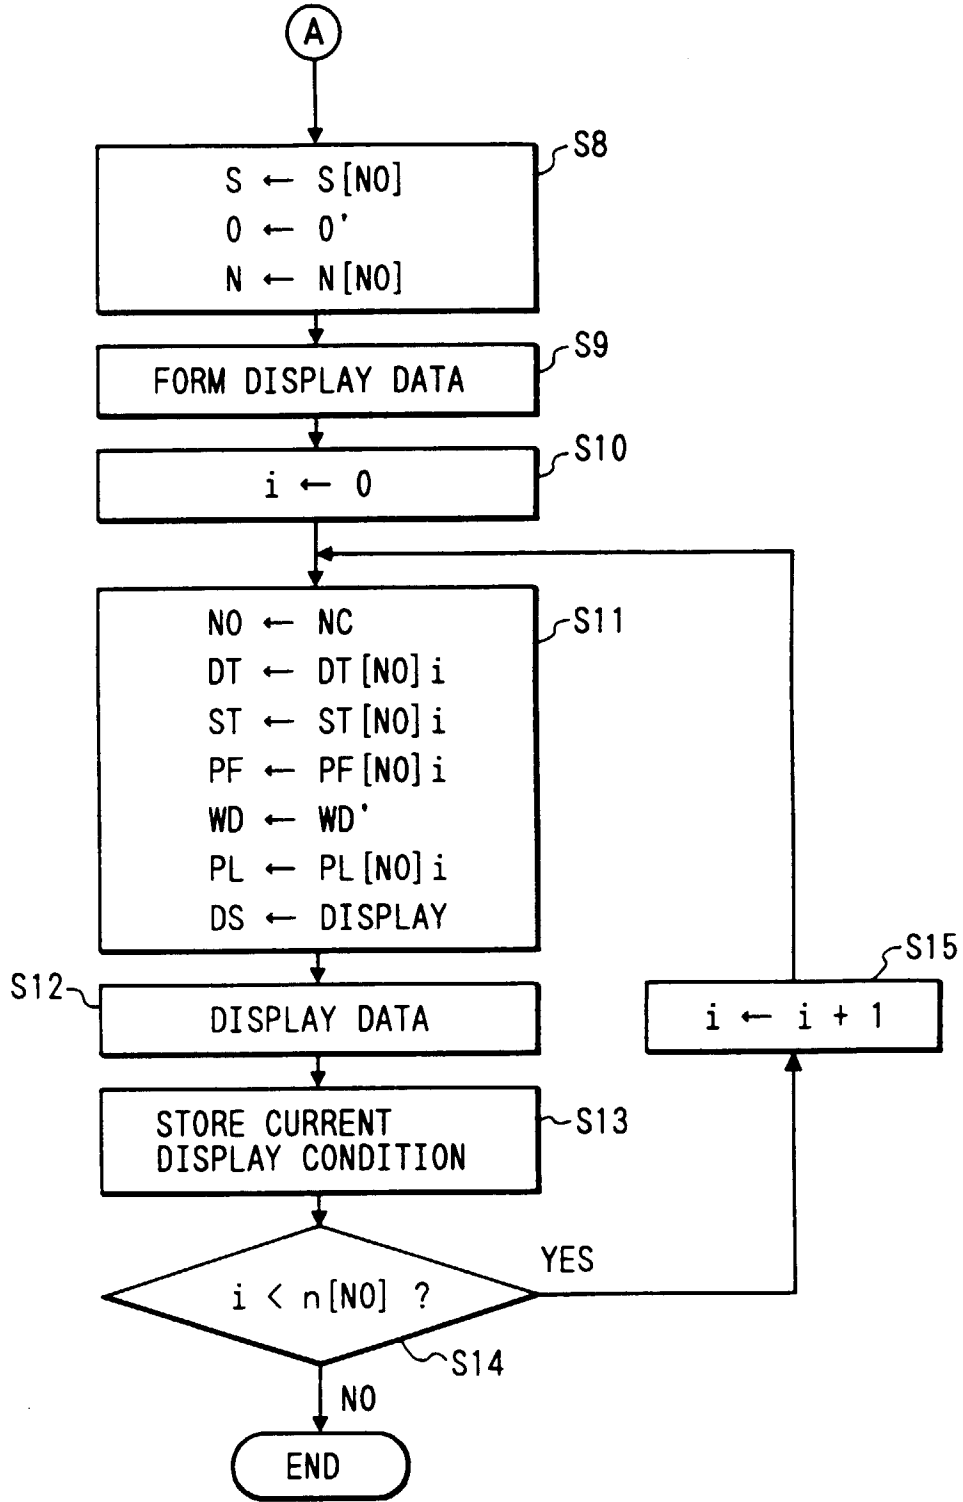 A
S8
S ← S[NO]
O ← O'
N ← N[NO]
S9
FORM DISPLAY DATA
S10
i ← 0
S11
NO ← NC
DT ← DT[NO]i
ST ← ST[NO]i
PF ← PF[NO]i
WD ← WD'
PL ← PL[NO]i
DS ← DISPLAY
S15
i ← i + 1
S12
DISPLAY DATA
S13
STORE CURRENT
DISPLAY CONDITION
YES
i < n[NO] ?
S14
NO
END